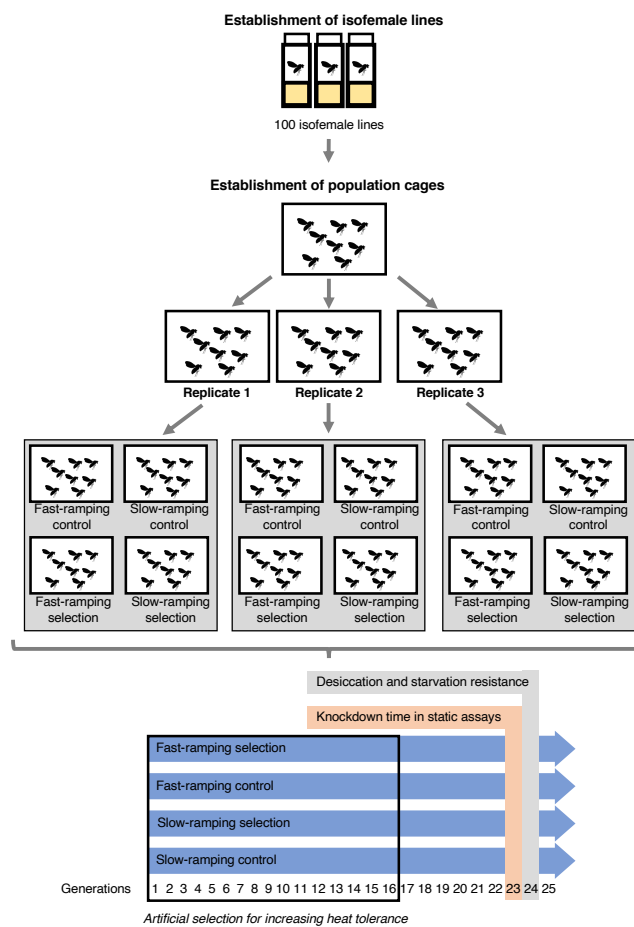 Establishment of isofemale lines
100 isofemale lines
Establishment of population cages
Replicate 1
Replicate 2
Replicate 3
Fast-ramping
control
Slow-ramping
control
Fast-ramping
selection
Slow-ramping
selection
Fast-ramping
control
Slow-ramping
control
Fast-ramping
selection
Slow-ramping
selection
Fast-ramping
control
Slow-ramping
control
Fast-ramping
selection
Slow-ramping
selection
Desiccation and starvation resistance
Knockdown time in static assays
Fast-ramping selection
Fast-ramping control
Slow-ramping selection
Slow-ramping control
Generations 1 2 3 4 5 6 7 8 9 10 11 12 13 14 15 16 17 18 19 20 21 22 23 24 25
Artificial selection for increasing heat tolerance